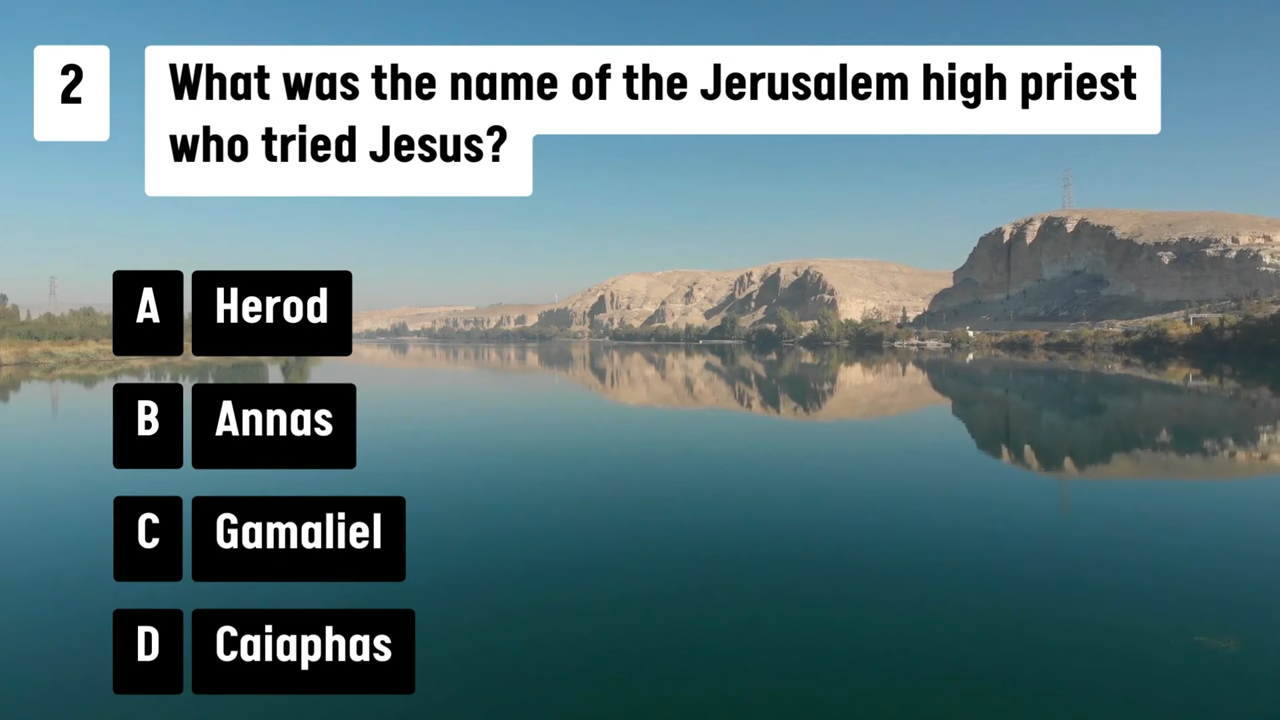 2
What was the name of the Jerusalem high priest
who tried Jesus?
A Herod
B Annas
C Gamaliel
D Caiaphas